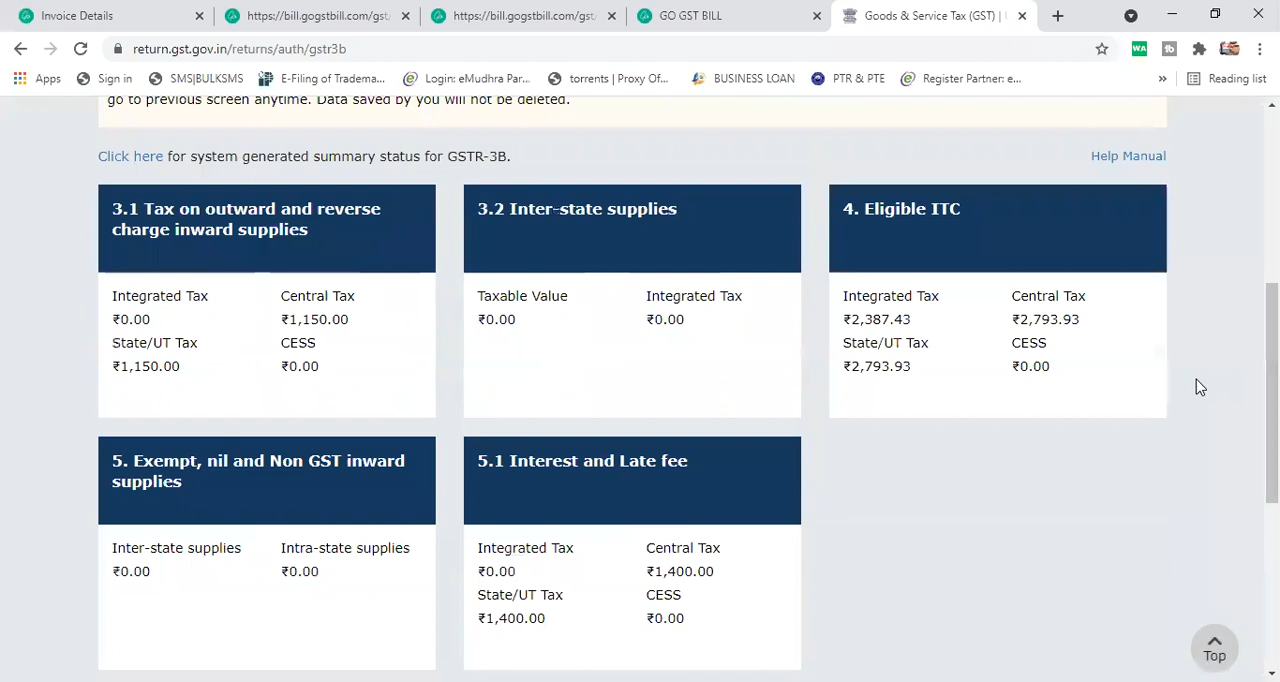 Invoice Details
https://bill.gogstbill.com/gst/
https://bill.gogstbill.com/gst/
GO GST BILL
Goods & Service Tax (GST) |
return.gst.gov.in/returns/auth/gstr3b
Apps
Sign in
SMS|BULKSMS
E-Filing of Tradema...
Login: eMudhra Par...
torrents | Proxy Of...
BUSINESS LOAN
PTR & PTE
Register Partner: e...
»
Reading list
go to previous screen anytime. Data saved by you will not be deleted.
Click here for system generated summary status for GSTR-3B.
Help Manual
3.1 Tax on outward and reverse
charge inward supplies
Integrated Tax Central Tax
₹0.00 ₹1,150.00
State/UT Tax CESS
₹1,150.00 ₹0.00
3.2 Inter-state supplies
Taxable Value Integrated Tax
₹0.00 ₹0.00
4. Eligible ITC
Integrated Tax Central Tax
₹2,387.43 ₹2,793.93
State/UT Tax CESS
₹2,793.93 ₹0.00
5. Exempt, nil and Non GST inward
supplies
Inter-state supplies Intra-state supplies
₹0.00 ₹0.00
5.1 Interest and Late fee
Integrated Tax Central Tax
₹0.00 ₹1,400.00
State/UT Tax CESS
₹1,400.00 ₹0.00
Top